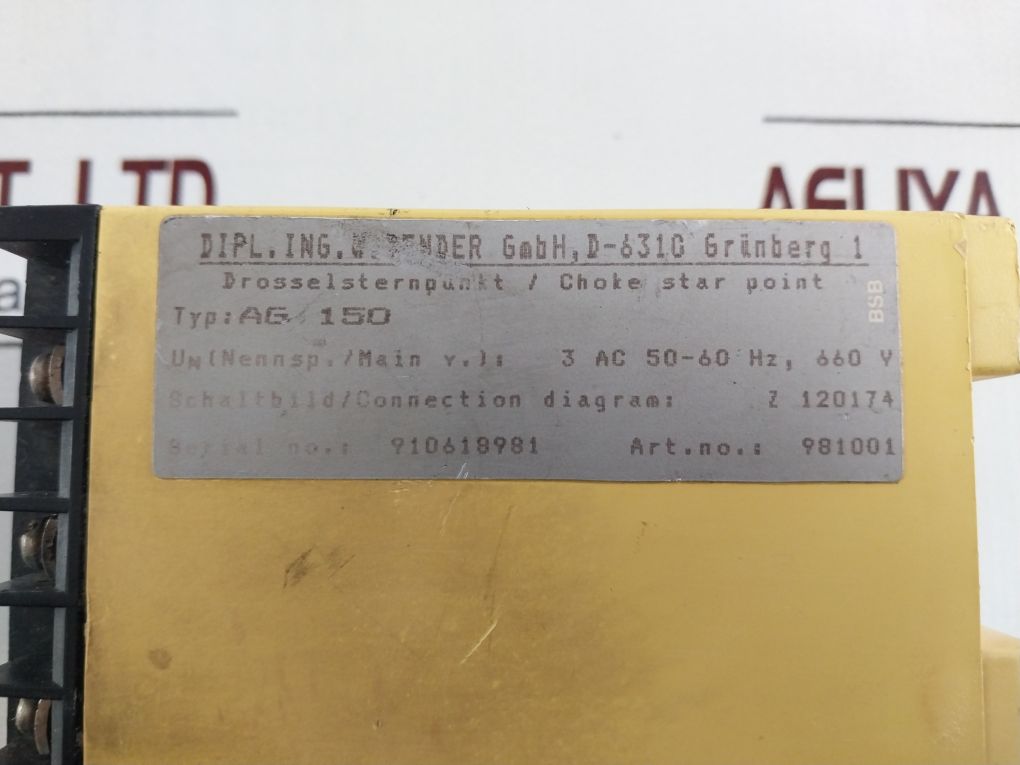 T LTD
AFLIYA
a
DIPL.ING.W.BENDER GmbH,D-6310 Grünberg 1
Drosselsternpunkt / Choke star point
BSB
Typ:AG 150
UN(Nennsp./Main v.): 3 AC 50-60 Hz, 660 V
Schaltbild/Connection diagram: Z 120174
Serial no.: 910618981 Art.no.: 981001